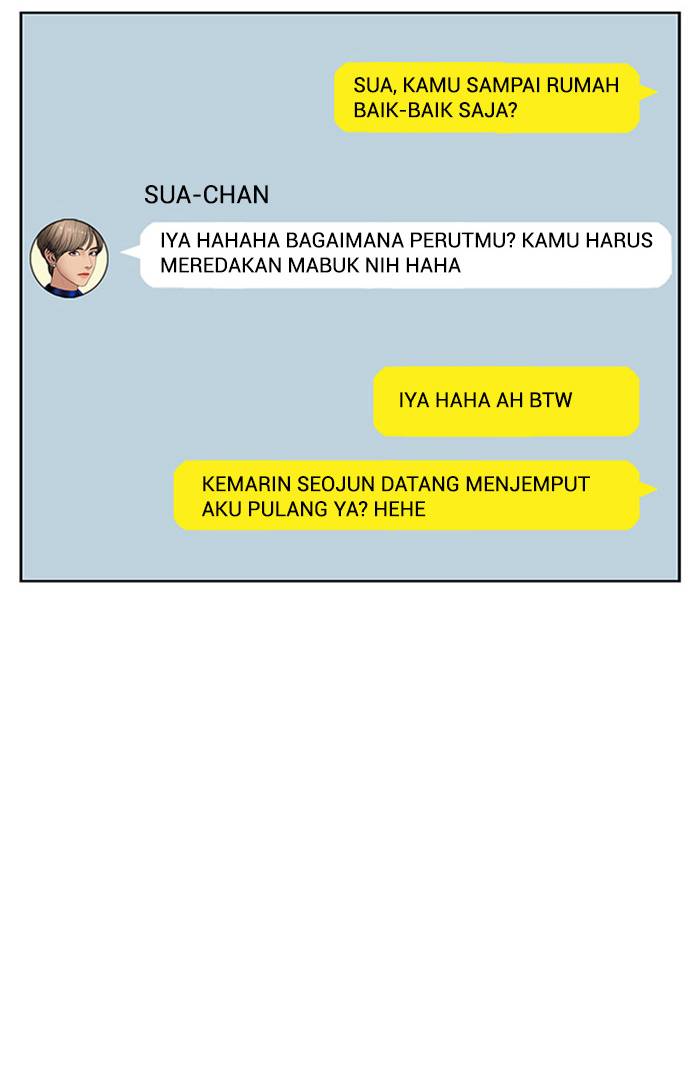 SUA, KAMU SAMPAI RUMAH
BAIK-BAIK SAJA?
SUA-CHAN
IYA HAHAHA BAGAIMANA PERUTMU? KAMU HARUS
MEREDAKAN MABUK NIH HAHA
IYA HAHA AH BTW
KEMARIN SEOJUN DATANG MENJEMPUT
AKU PULANG YA? HEHE